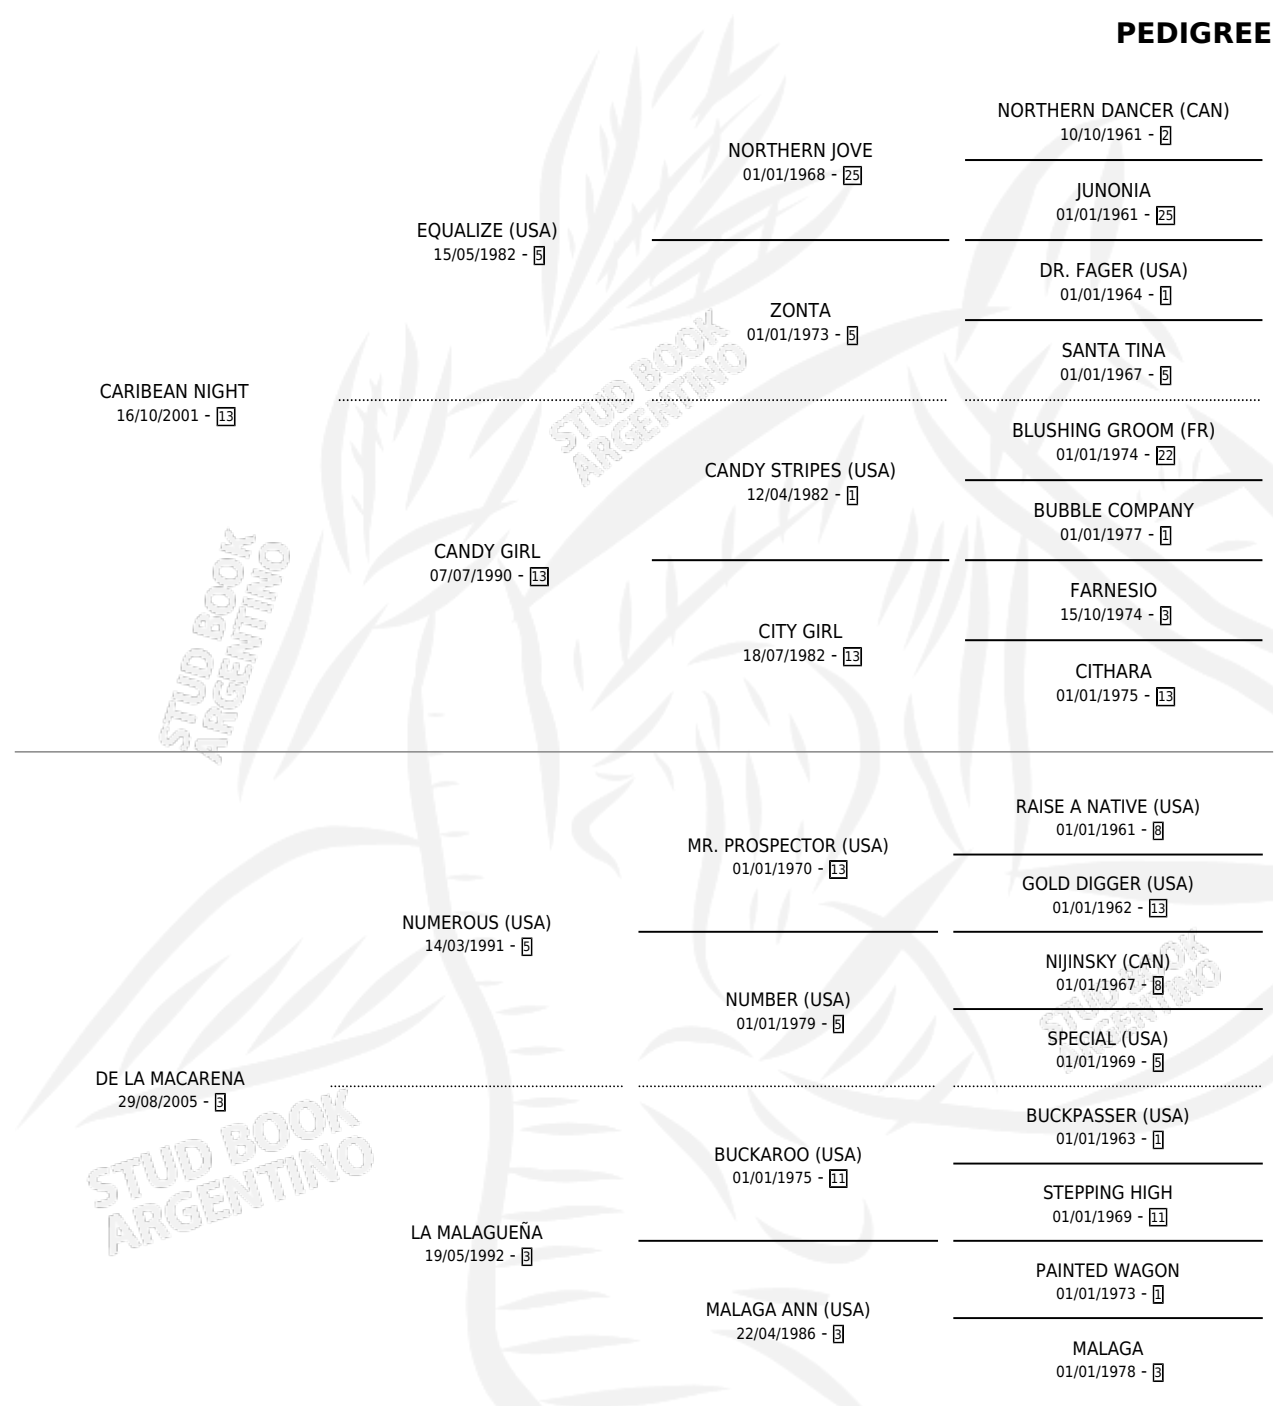 PEDIGREE
NORTHERN DANCER (CAN)
10/10/1961 - 2
NORTHERN JOVE
01/01/1968 - 25
JUNONIA
01/01/1961 - 25
EQUALIZE (USA)
15/05/1982 - 5
DR. FAGER (USA)
01/01/1964 - 1
ZONTA
01/01/1973 - 5
SANTA TINA
01/01/1967 - 5
CARIBEAN NIGHT
16/10/2001 - 13
BLUSHING GROOM (FR)
01/01/1974 - 22
CANDY STRIPES (USA)
12/04/1982 - 1
BUBBLE COMPANY
01/01/1977 - 1
CANDY GIRL
07/07/1990 - 13
FARNESIO
15/10/1974 - 3
CITY GIRL
18/07/1982 - 13
CITHARA
01/01/1975 - 13
RAISE A NATIVE (USA)
01/01/1961 - 8
MR. PROSPECTOR (USA)
01/01/1970 - 13
GOLD DIGGER (USA)
01/01/1962 - 13
NUMEROUS (USA)
14/03/1991 - 5
NIJINSKY (CAN)
01/01/1967 - 8
NUMBER (USA)
01/01/1979 - 5
SPECIAL (USA)
01/01/1969 - 5
DE LA MACARENA
29/08/2005 - 3
BUCKPASSER (USA)
01/01/1963 - 1
BUCKAROO (USA)
01/01/1975 - 11
STEPPING HIGH
01/01/1969 - 11
LA MALAGUEÑA
19/05/1992 - 3
PAINTED WAGON
01/01/1973 - 1
MALAGA ANN (USA)
22/04/1986 - 3
MALAGA
01/01/1978 - 3
STUD BOOK
ARGENTINO
STUD BOOK
ARGENTINO
STUD BOOK
ARGENTINO
STUD BOOK
ARGENTINO